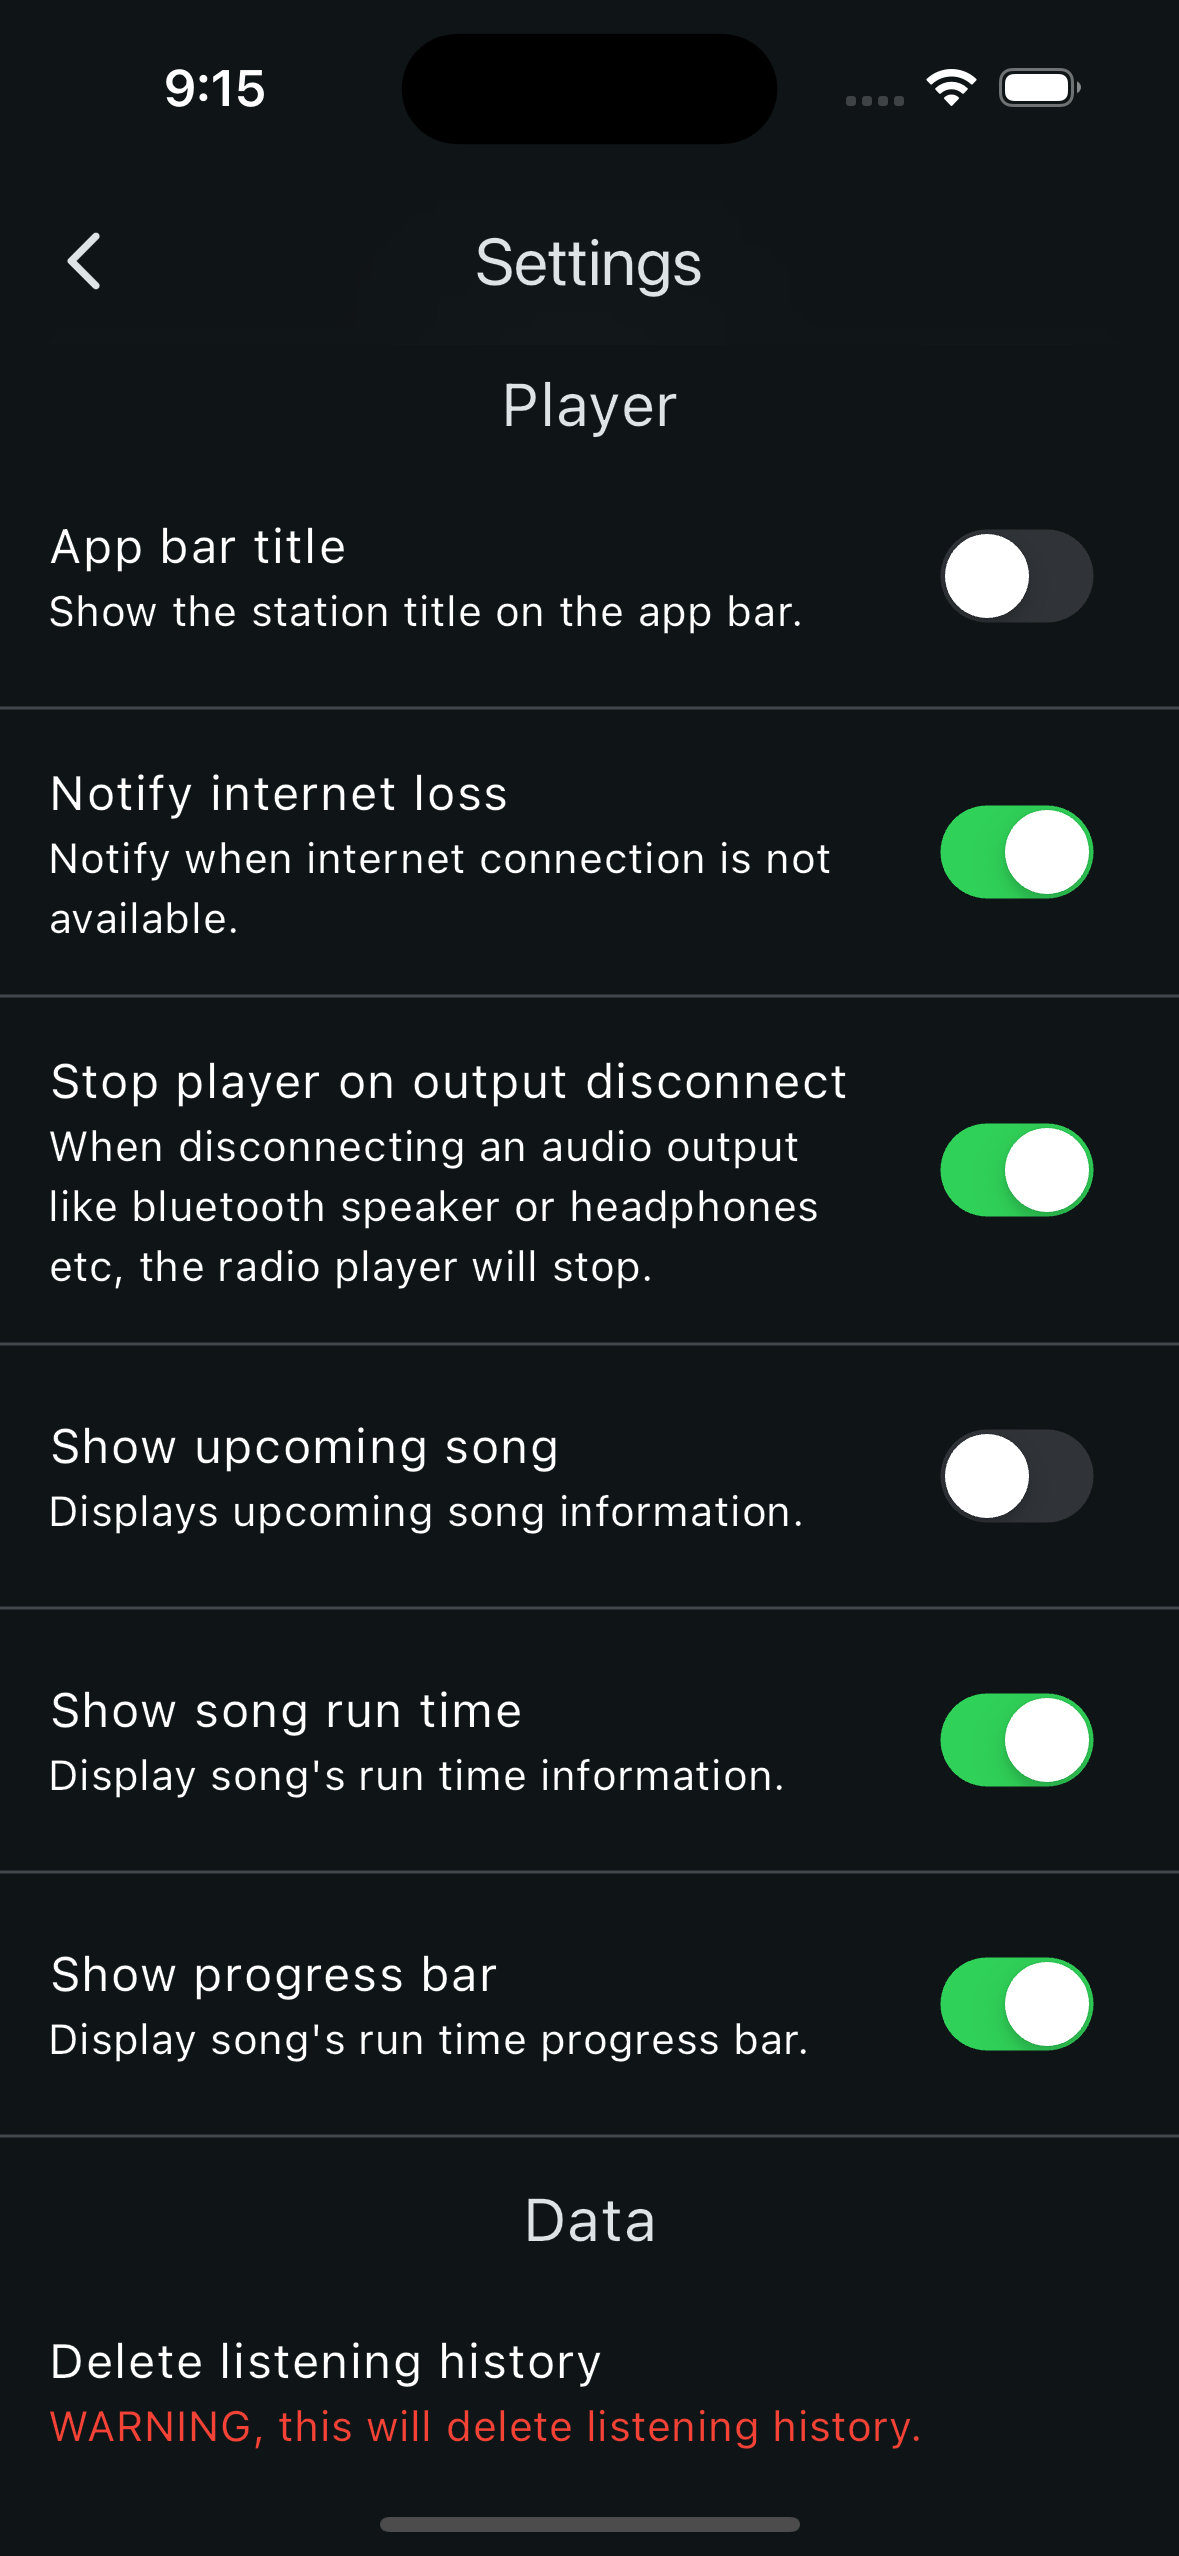 9:15
Settings
Player
App bar title
Show the station title on the app bar.
Notify internet loss
Notify when internet connection is not
available.
Stop player on output disconnect
When disconnecting an audio output
like bluetooth speaker or headphones
etc, the radio player will stop.
Show upcoming song
Displays upcoming song information.
Show song run time
Display song's run time information.
Show progress bar
Display song's run time progress bar.
Data
Delete listening history
WARNING, this will delete listening history.